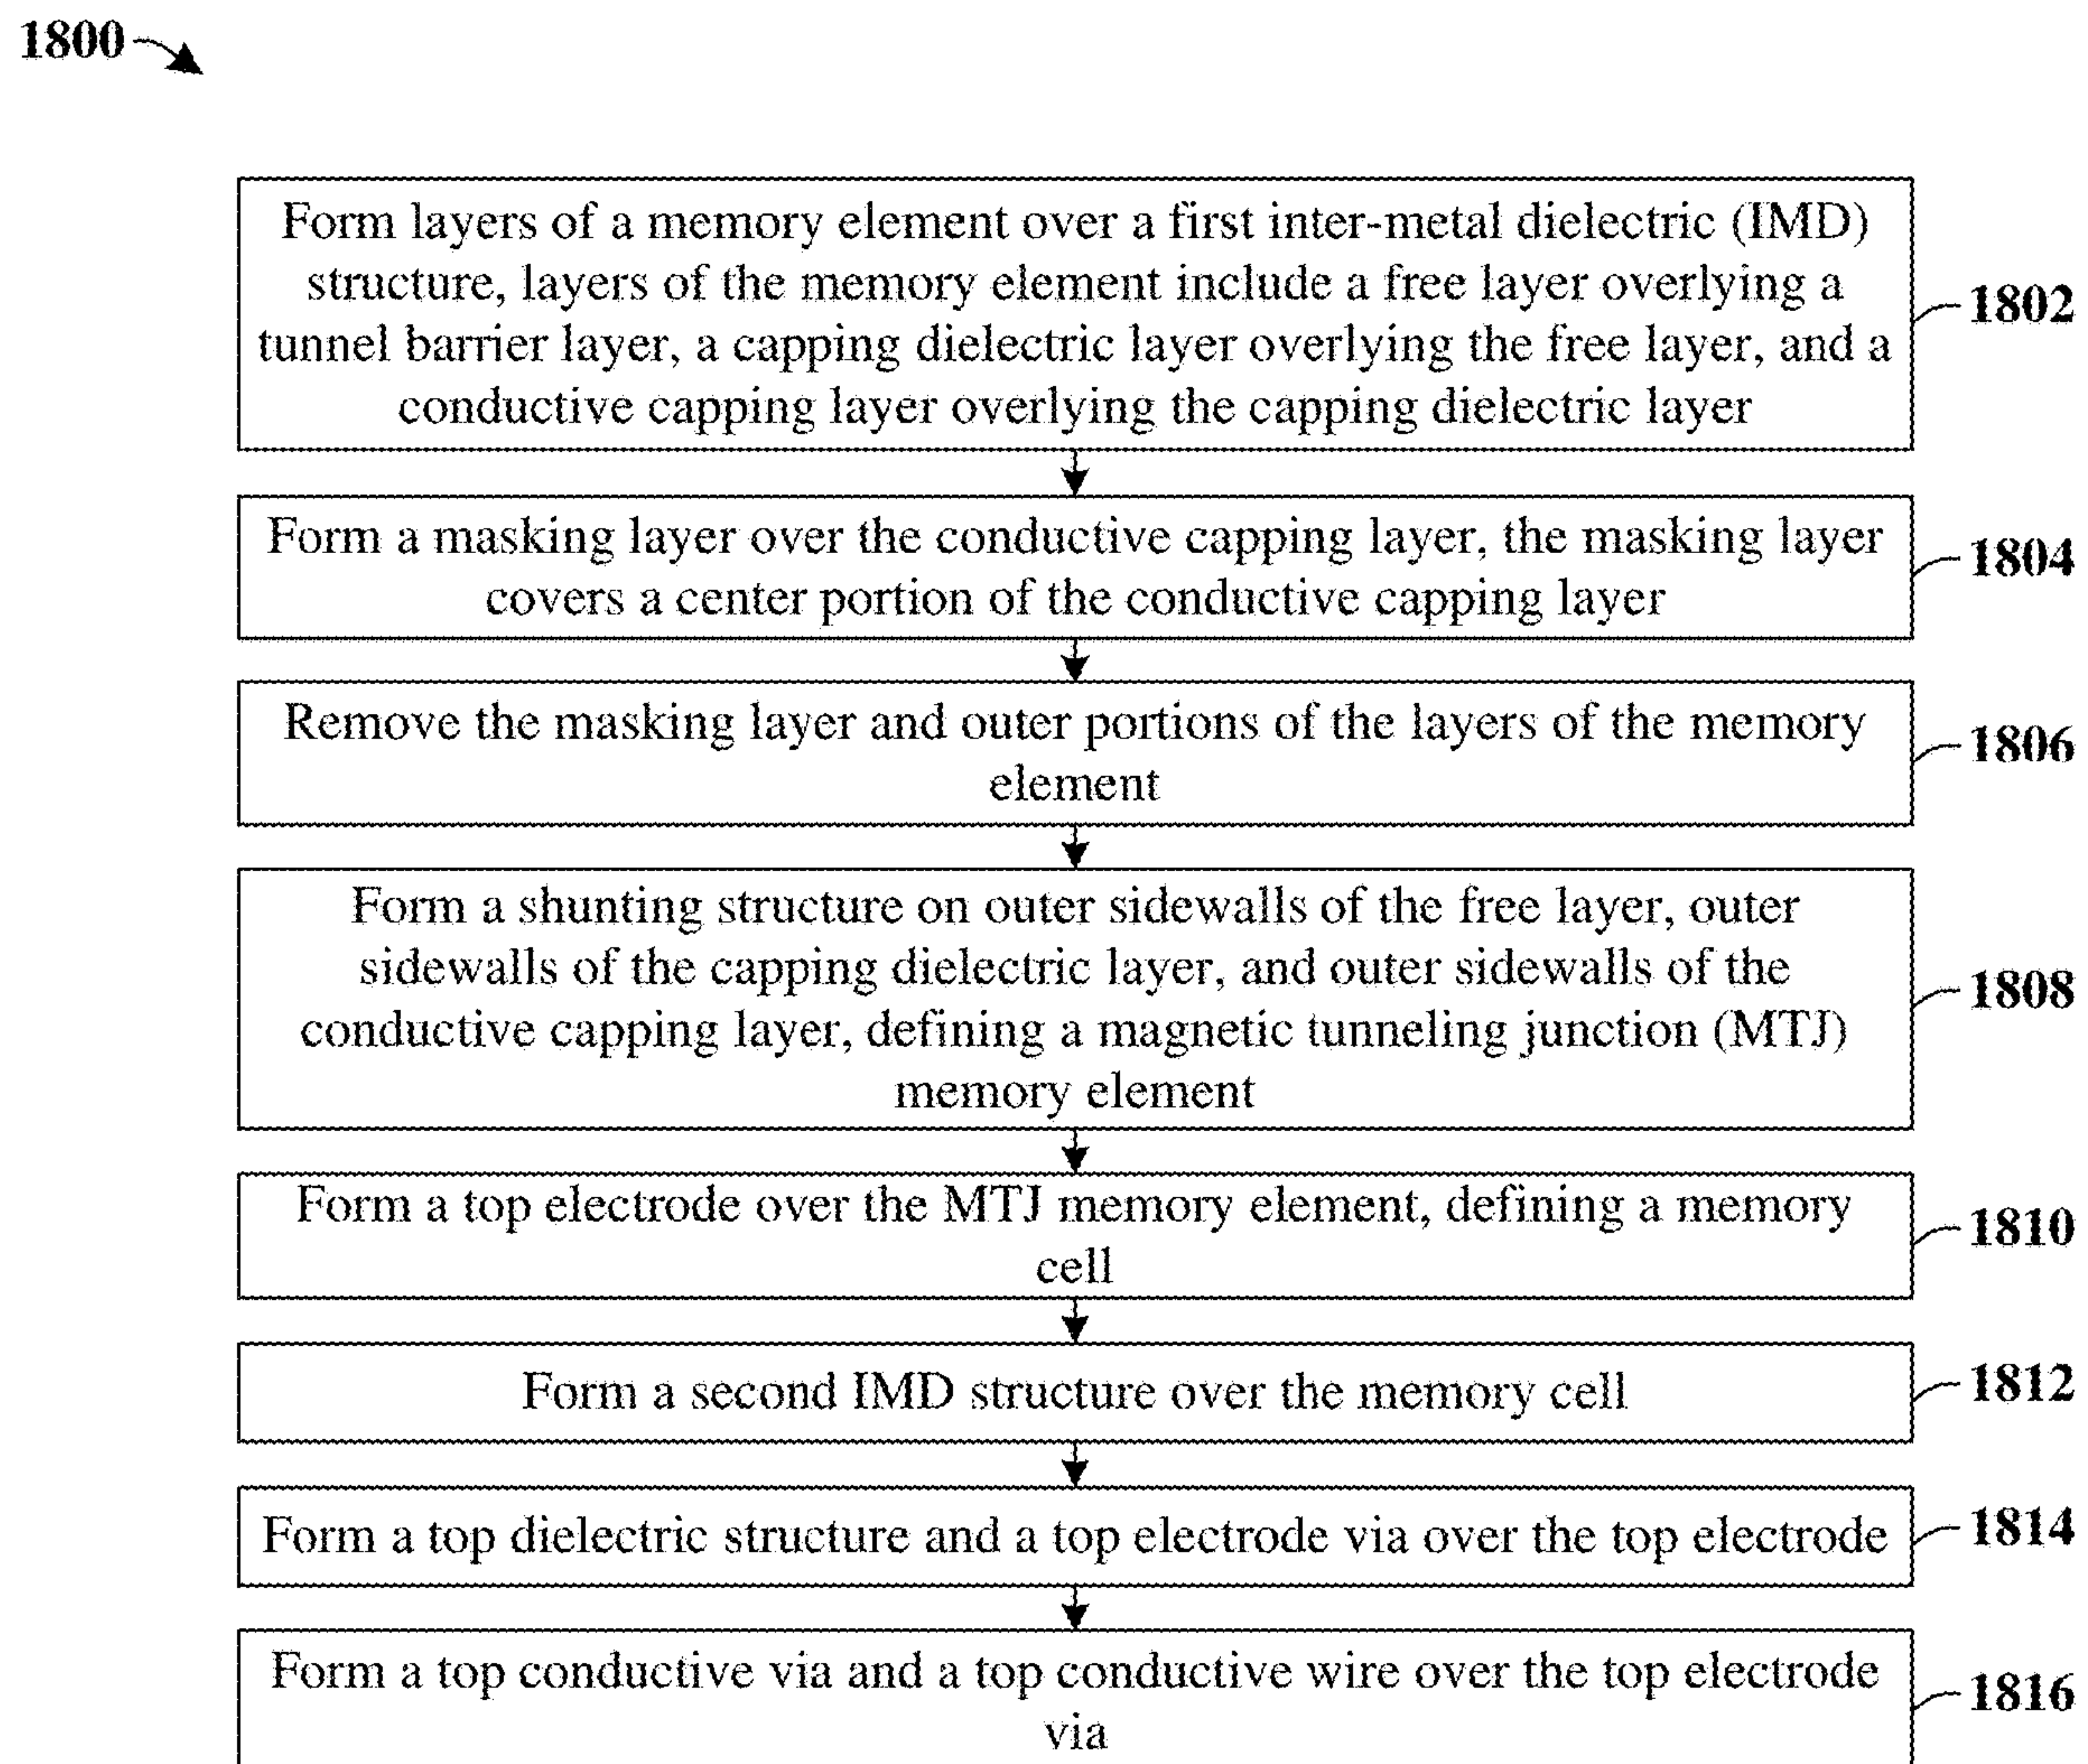 1800
Form layers of a memory element over a first inter-metal dielectric (IMD)
structure, layers of the memory element include a free layer overlying a
tunnel barrier layer, a capping dielectric layer overlying the free layer, and a
conductive capping layer overlying the capping dielectric layer
1802
Form a masking layer over the conductive capping layer, the masking layer
covers a center portion of the conductive capping layer
1804
Remove the masking layer and outer portions of the layers of the memory
element
1806
Form a shunting structure on outer sidewalls of the free layer, outer
sidewalls of the capping dielectric layer, and outer sidewalls of the
conductive capping layer, defining a magnetic tunneling junction (MTJ)
memory element
1808
Form a top electrode over the MTJ memory element, defining a memory
cell
1810
Form a second IMD structure over the memory cell
1812
Form a top dielectric structure and a top electrode via over the top electrode
1814
Form a top conductive via and a top conductive wire over the top electrode
via
1816